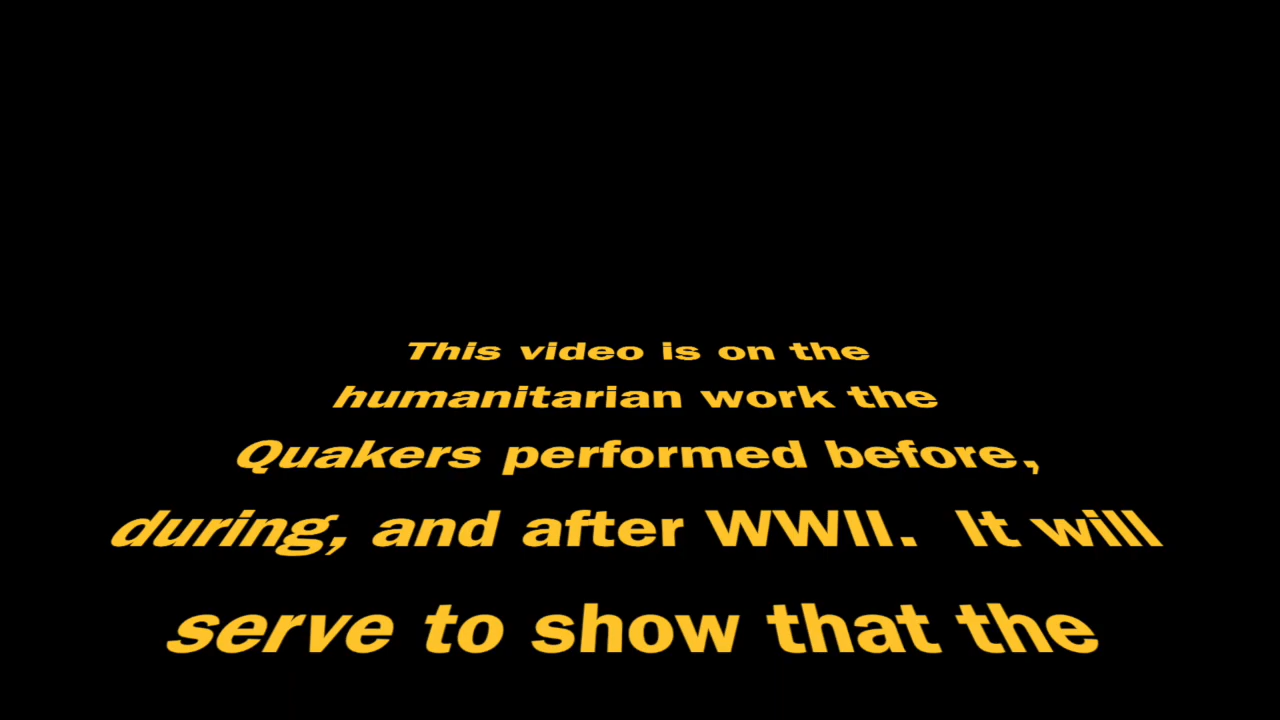 This video is on the
humanitarian work the
Quakers performed before,
during, and after WWII.  It will
serve to show that the